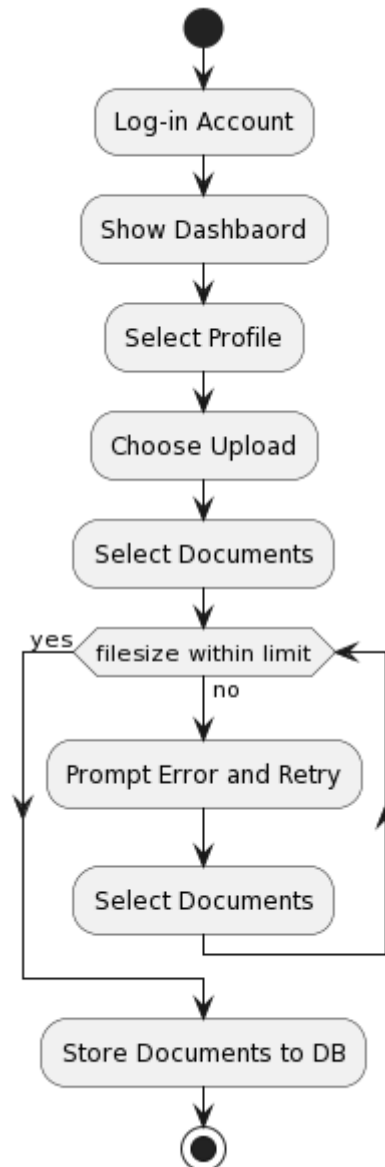 Log-in Account
Show Dashbaord
Select Profile
Choose Upload
Select Documents
yes
filesize within limit
no
Prompt Error and Retry
Select Documents
Store Documents to DB